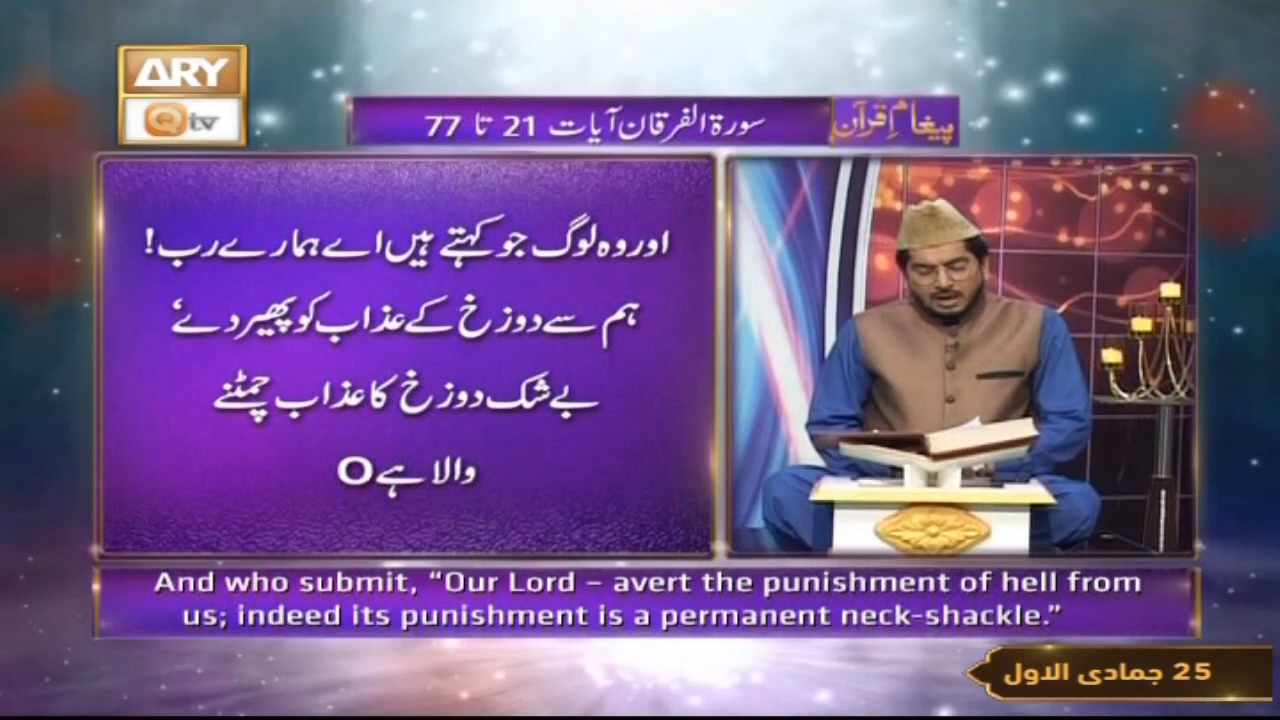 ARY
Qtv
پیغامِ قرآن
سورۃ الفرقان آیات 21 تا 77
اور وہ لوگ جو کہتے ہیں اے ہمارے رب!
ہم سے دوزخ کے عذاب کو پھیر دے‘
بے شک دوزخ کا عذاب چمٹنے
والا ہے O
And who submit, “Our Lord – avert the punishment of hell from
us; indeed its punishment is a permanent neck-shackle.”
25 جمادی الاول